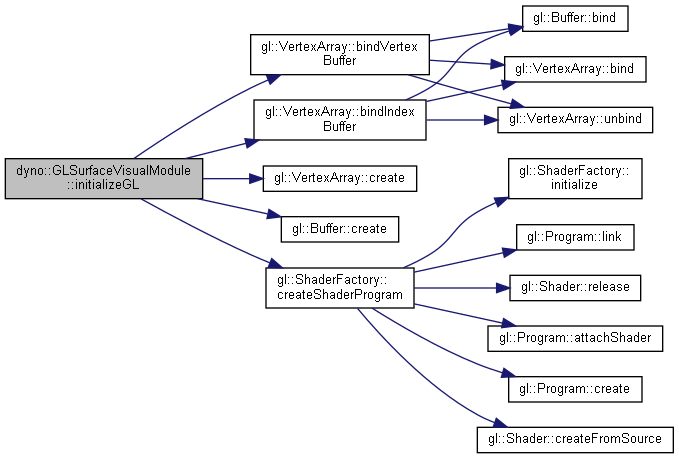 dyno::GLSurfaceVisualModule
::initializeGL
gl::VertexArray::bindVertex
Buffer
gl::VertexArray::bindIndex
Buffer
gl::VertexArray::create
gl::Buffer::create
gl::ShaderFactory::
createShaderProgram
gl::Buffer::bind
gl::VertexArray::bind
gl::VertexArray::unbind
gl::ShaderFactory::
initialize
gl::Program::link
gl::Shader::release
gl::Program::attachShader
gl::Program::create
gl::Shader::createFromSource